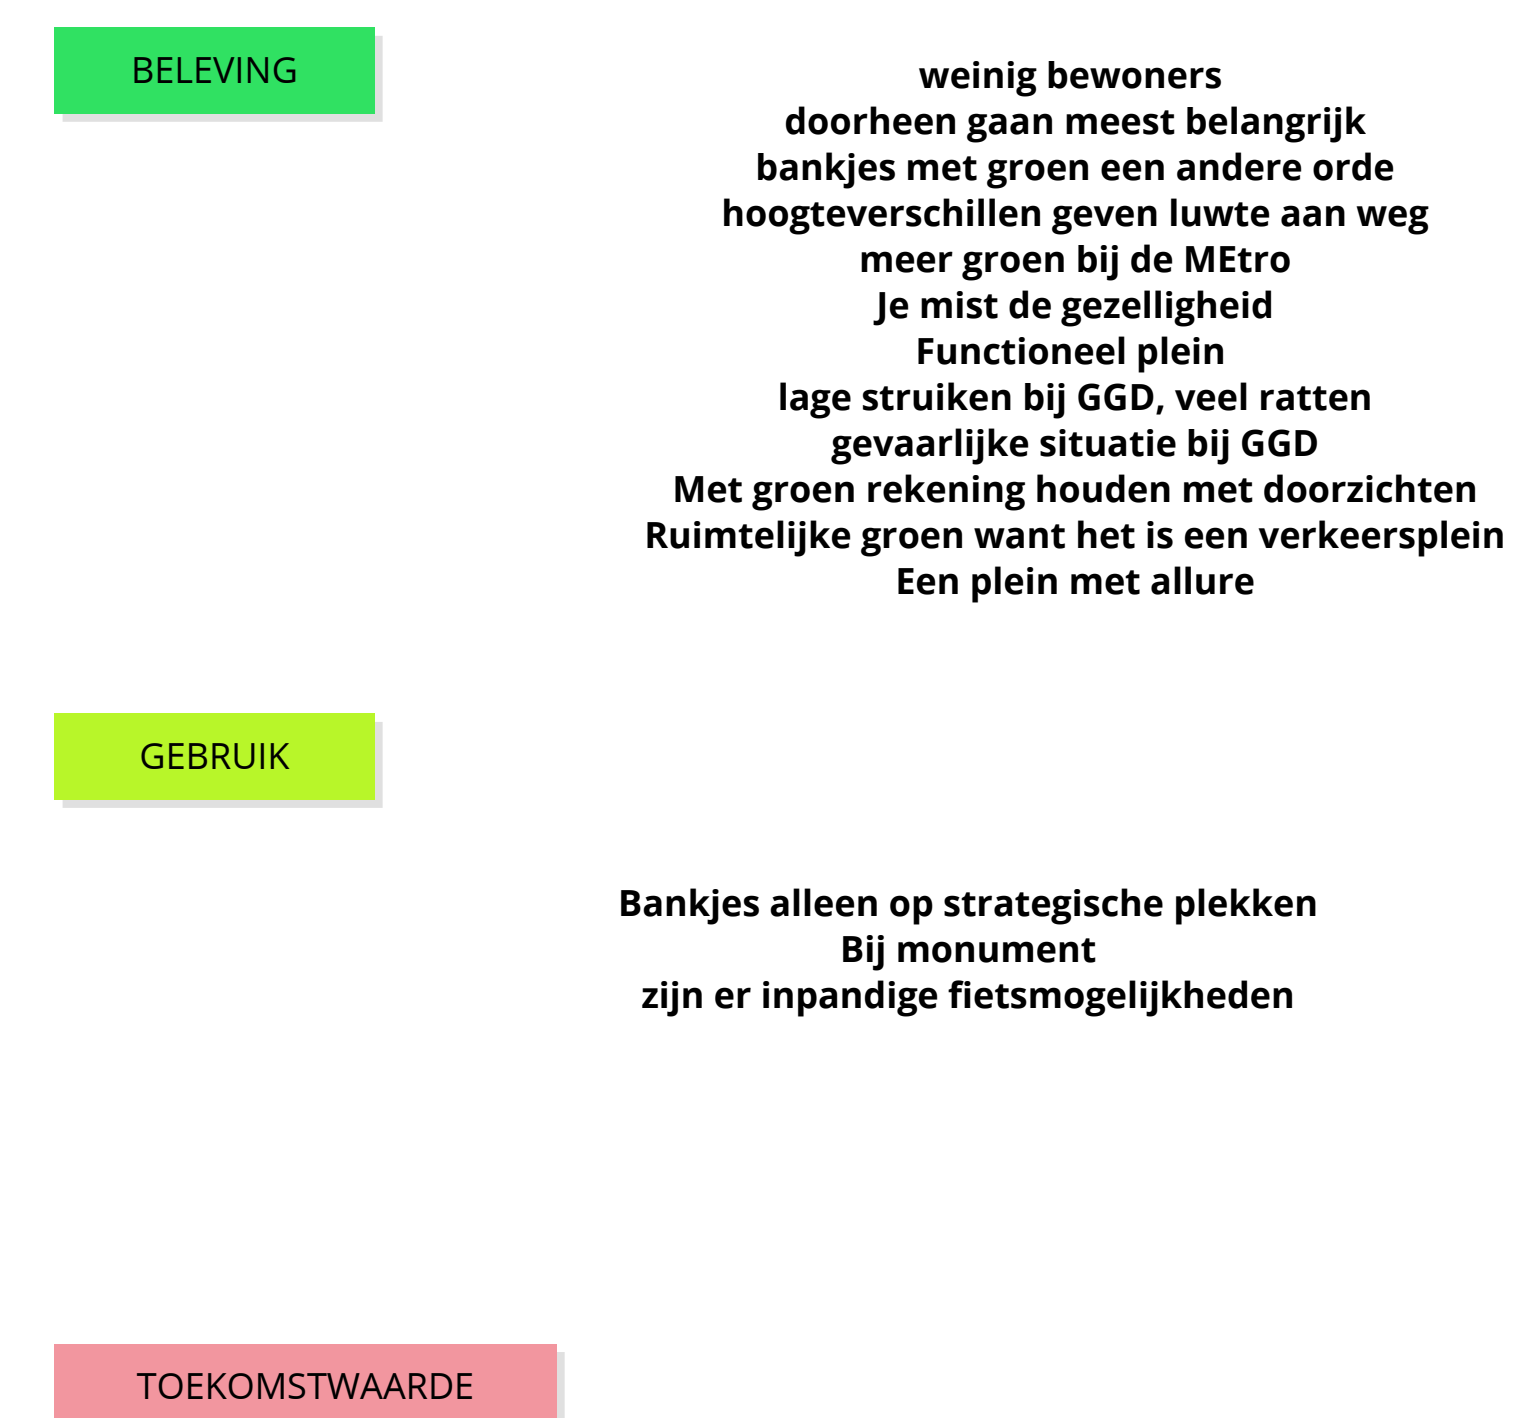 BELEVING
weinig bewoners
doorheen gaan meest belangrijk
bankjes met groen een andere orde
hoogteverschillen geven luwte aan weg
meer groen bij de MEtro
Je mist de gezelligheid
Functioneel plein
lage struiken bij GGD, veel ratten
gevaarlijke situatie bij GGD
Met groen rekening houden met doorzichten
Ruimtelijke groen want het is een verkeersplein
Een plein met allure
GEBRUIK
Bankjes alleen op strategische plekken
Bij monument
zijn er inpandige fietsmogelijkheden
TOEKOMSTWAARDE